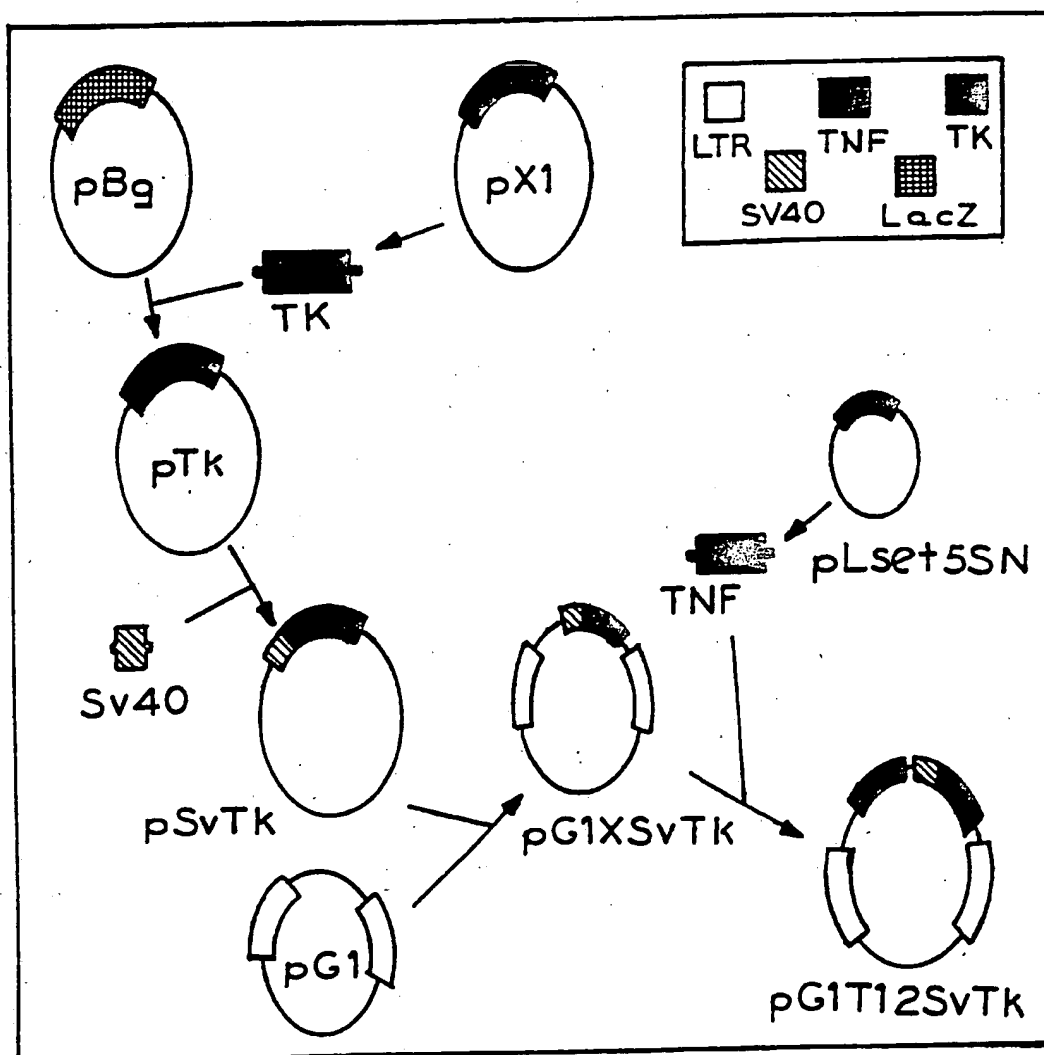 pBg
pX1
LTR
TNF
TK
SV40
LacZ
TK
pTk
pLset5SN
TNF
Sv40
pSvTk
pG1XSvTk
pG1
pG1T12SvTk